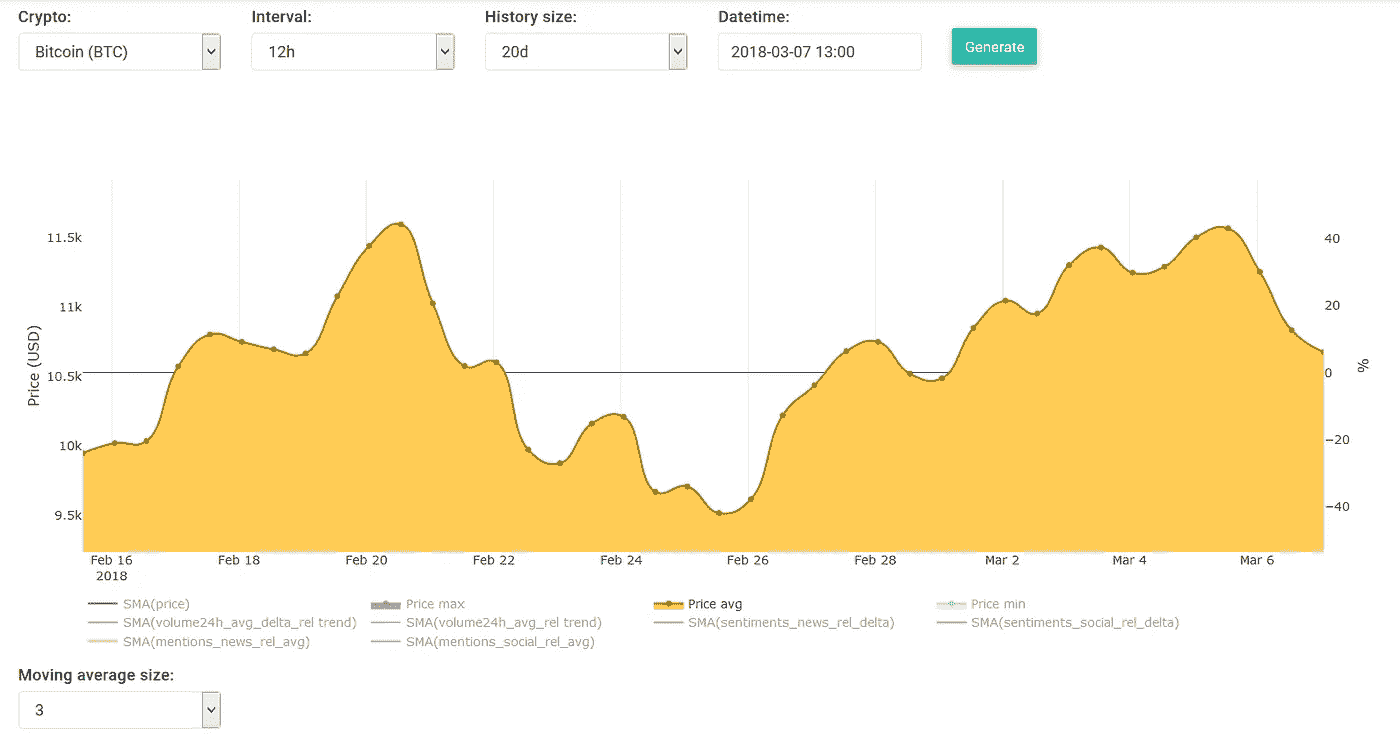 Crypto: Interval: History size: Datetime:
Bitcoin (BTC) 12h 20d 2018-03-07 13:00 Generate
11.5k 40
11k 20
10.5k 0
10k −20
9.5k −40
Price (USD)
%
Feb 16 Feb 18 Feb 20 Feb 22 Feb 24 Feb 26 Feb 28 Mar 2 Mar 4 Mar 6
2018
SMA(price) Price max Price avg Price min
SMA(volume24h_avg_delta_rel trend) SMA(volume24h_avg_rel trend) SMA(sentiments_news_rel_delta) SMA(sentiments_social_rel_delta)
SMA(mentions_news_rel_avg) SMA(mentions_social_rel_avg)
Moving average size:
3